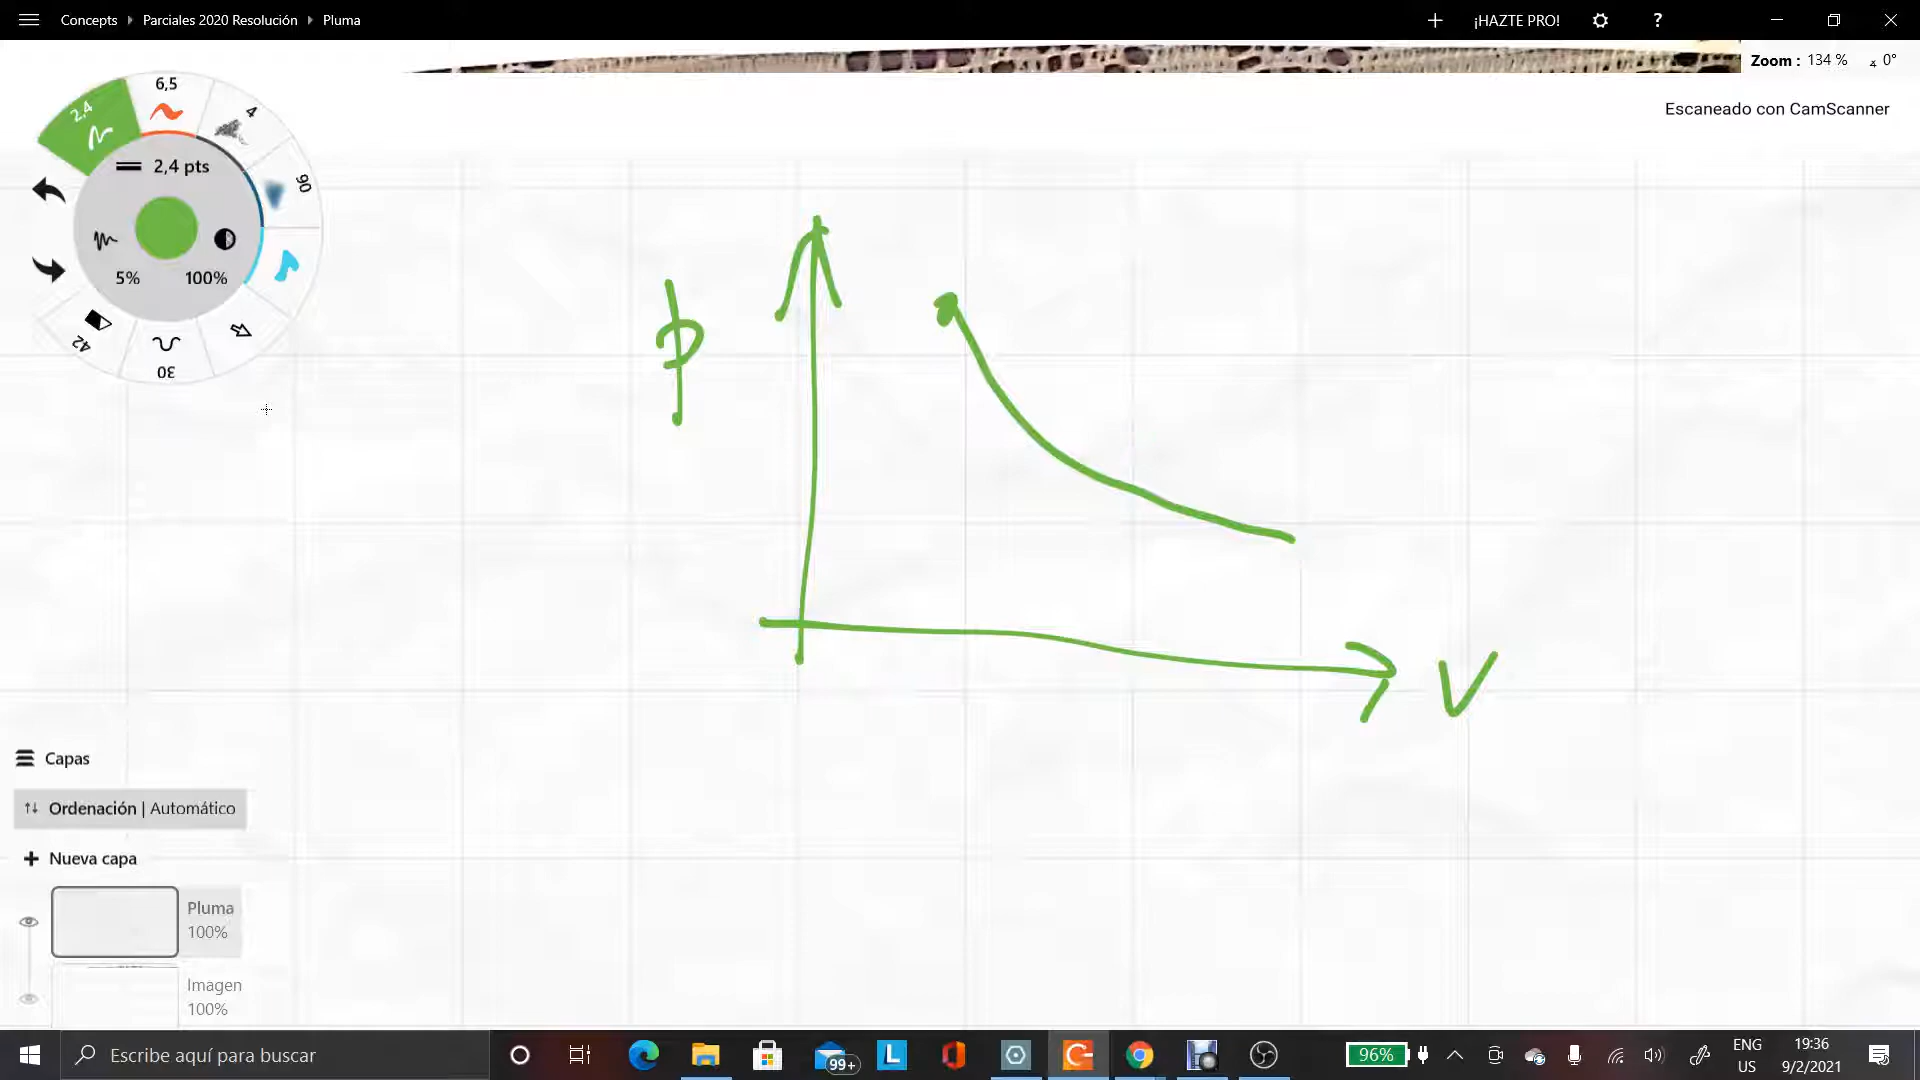 Concepts ▸ Parciales 2020 Resolución ▸ Pluma
¡HAZTE PRO!
?
Zoom : 134 % 0°
Escaneado con CamScanner
2,4
6,5
4
90
2,4 pts
5%
100%
42
30
p
V
Capas
Ordenación | Automático
Nueva capa
Pluma
100%
Imagen
100%
Escribe aquí para buscar
99+
L
96%
ENG
US
19:36
9/2/2021